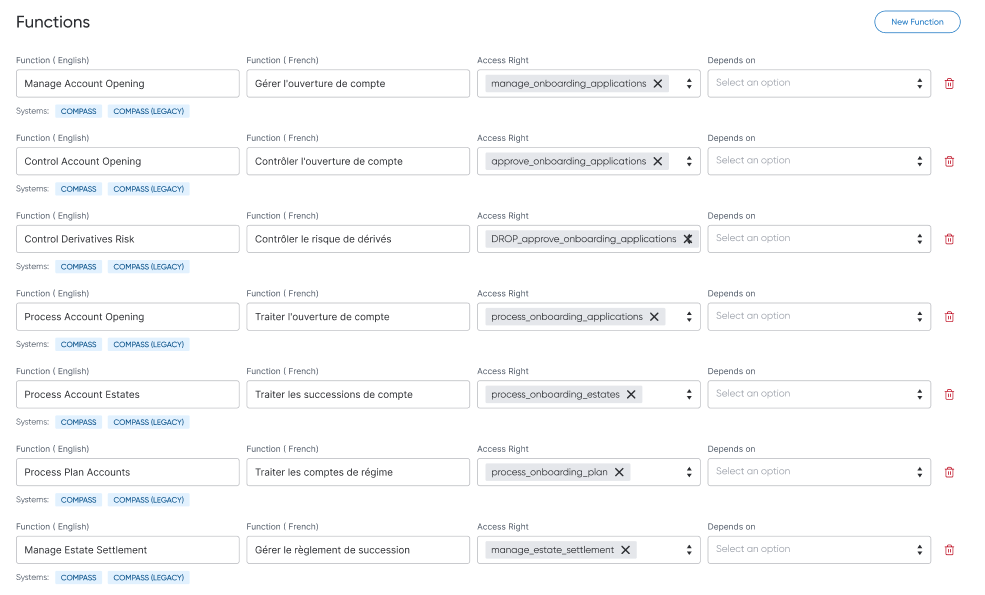 Functions
New Function
Function ( English) Function ( French) Access Right Depends on
Manage Account Opening Gérer l'ouverture de compte manage_onboarding_applications Select an option
Systems: COMPASS COMPASS (LEGACY)
Function ( English) Function ( French) Access Right Depends on
Control Account Opening Contrôler l'ouverture de compte approve_onboarding_applications Select an option
Systems: COMPASS COMPASS (LEGACY)
Function ( English) Function ( French) Access Right Depends on
Control Derivatives Risk Contrôler le risque de dérivés DROP_approve_onboarding_applications Select an option
Systems: COMPASS COMPASS (LEGACY)
Function ( English) Function ( French) Access Right Depends on
Process Account Opening Traiter l'ouverture de compte process_onboarding_applications Select an option
Systems: COMPASS COMPASS (LEGACY)
Function ( English) Function ( French) Access Right Depends on
Process Account Estates Traiter les successions de compte process_onboarding_estates Select an option
Systems: COMPASS COMPASS (LEGACY)
Function ( English) Function ( French) Access Right Depends on
Process Plan Accounts Traiter les comptes de régime process_onboarding_plan Select an option
Systems: COMPASS COMPASS (LEGACY)
Function ( English) Function ( French) Access Right Depends on
Manage Estate Settlement Gérer le règlement de succession manage_estate_settlement Select an option
Systems: COMPASS COMPASS (LEGACY)